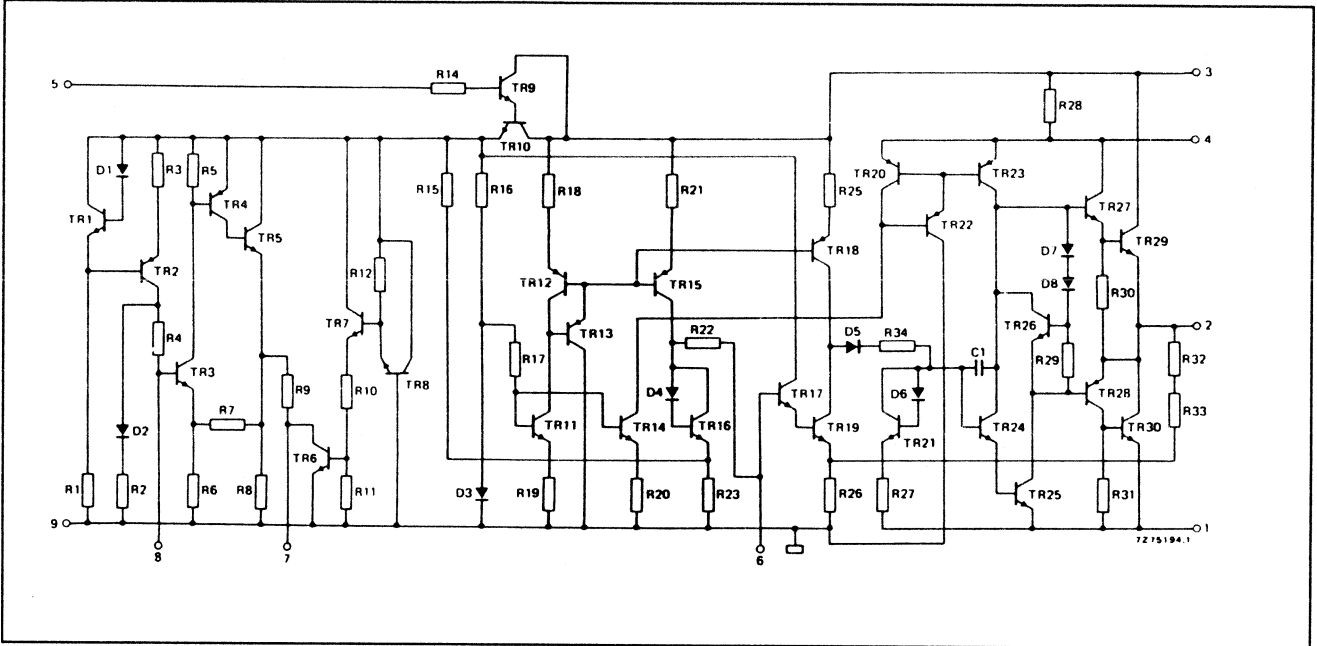 R14
TR9
5
3
R28
TR10
4
D1
R3
R5
TR4
TR1
TR5
R15
R16
R18
R21
R25
TR20
TR23
TR22
TR27
TR29
TR2
R12
TR12
TR15
TR18
D7
D8
R30
R4
TR7
TR13
R22
TR26
2
TR3
R9
R10
TR8
R17
D5
R34
C1
R29
R32
R7
D2
D4
TR17
D6
TR28
R33
TR6
TR11
TR14
TR16
TR19
TR21
TR24
TR30
R1
R2
R6
R8
R11
D3
R19
R20
R23
R26
R27
TR25
R31
9
1
7Z75194.1
8
7
6